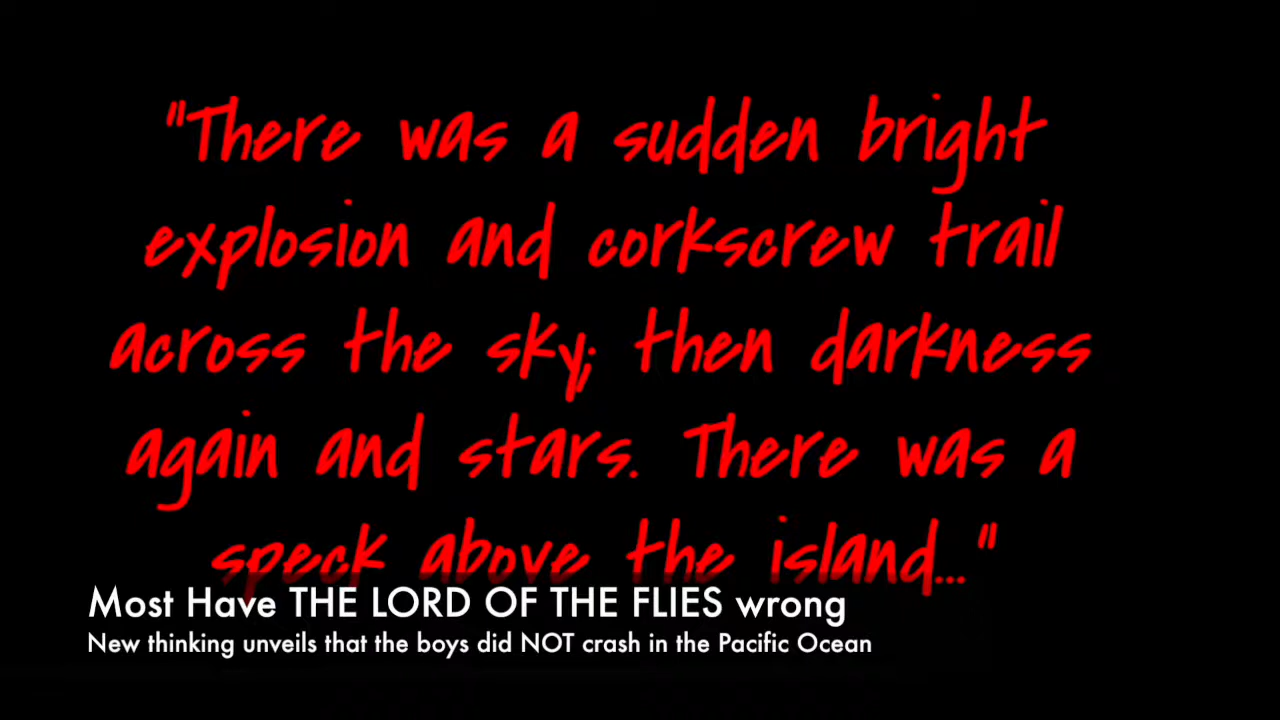 "There was a sudden bright
explosion and corkscrew trail
across the sky; then darkness
again and stars. There was a
speck above the island..."
Most Have THE LORD OF THE FLIES wrong
New thinking unveils that the boys did NOT crash in the Pacific Ocean